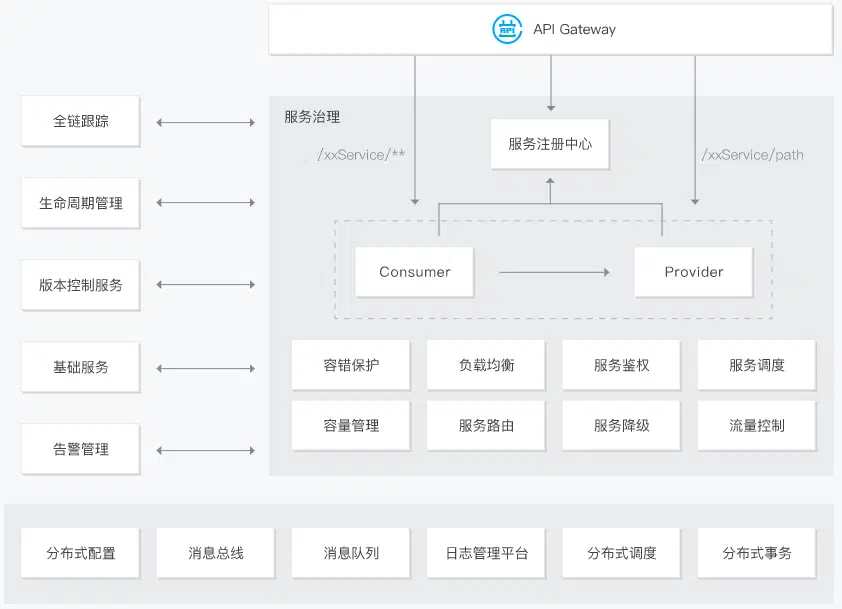 API
API Gateway
全链跟踪
生命周期管理
版本控制服务
基础服务
告警管理
服务治理
服务注册中心
/xxService/**
/xxService/path
Consumer
Provider
容错保护
负载均衡
服务鉴权
服务调度
容量管理
服务路由
服务降级
流量控制
分布式配置
消息总线
消息队列
日志管理平台
分布式调度
分布式事务